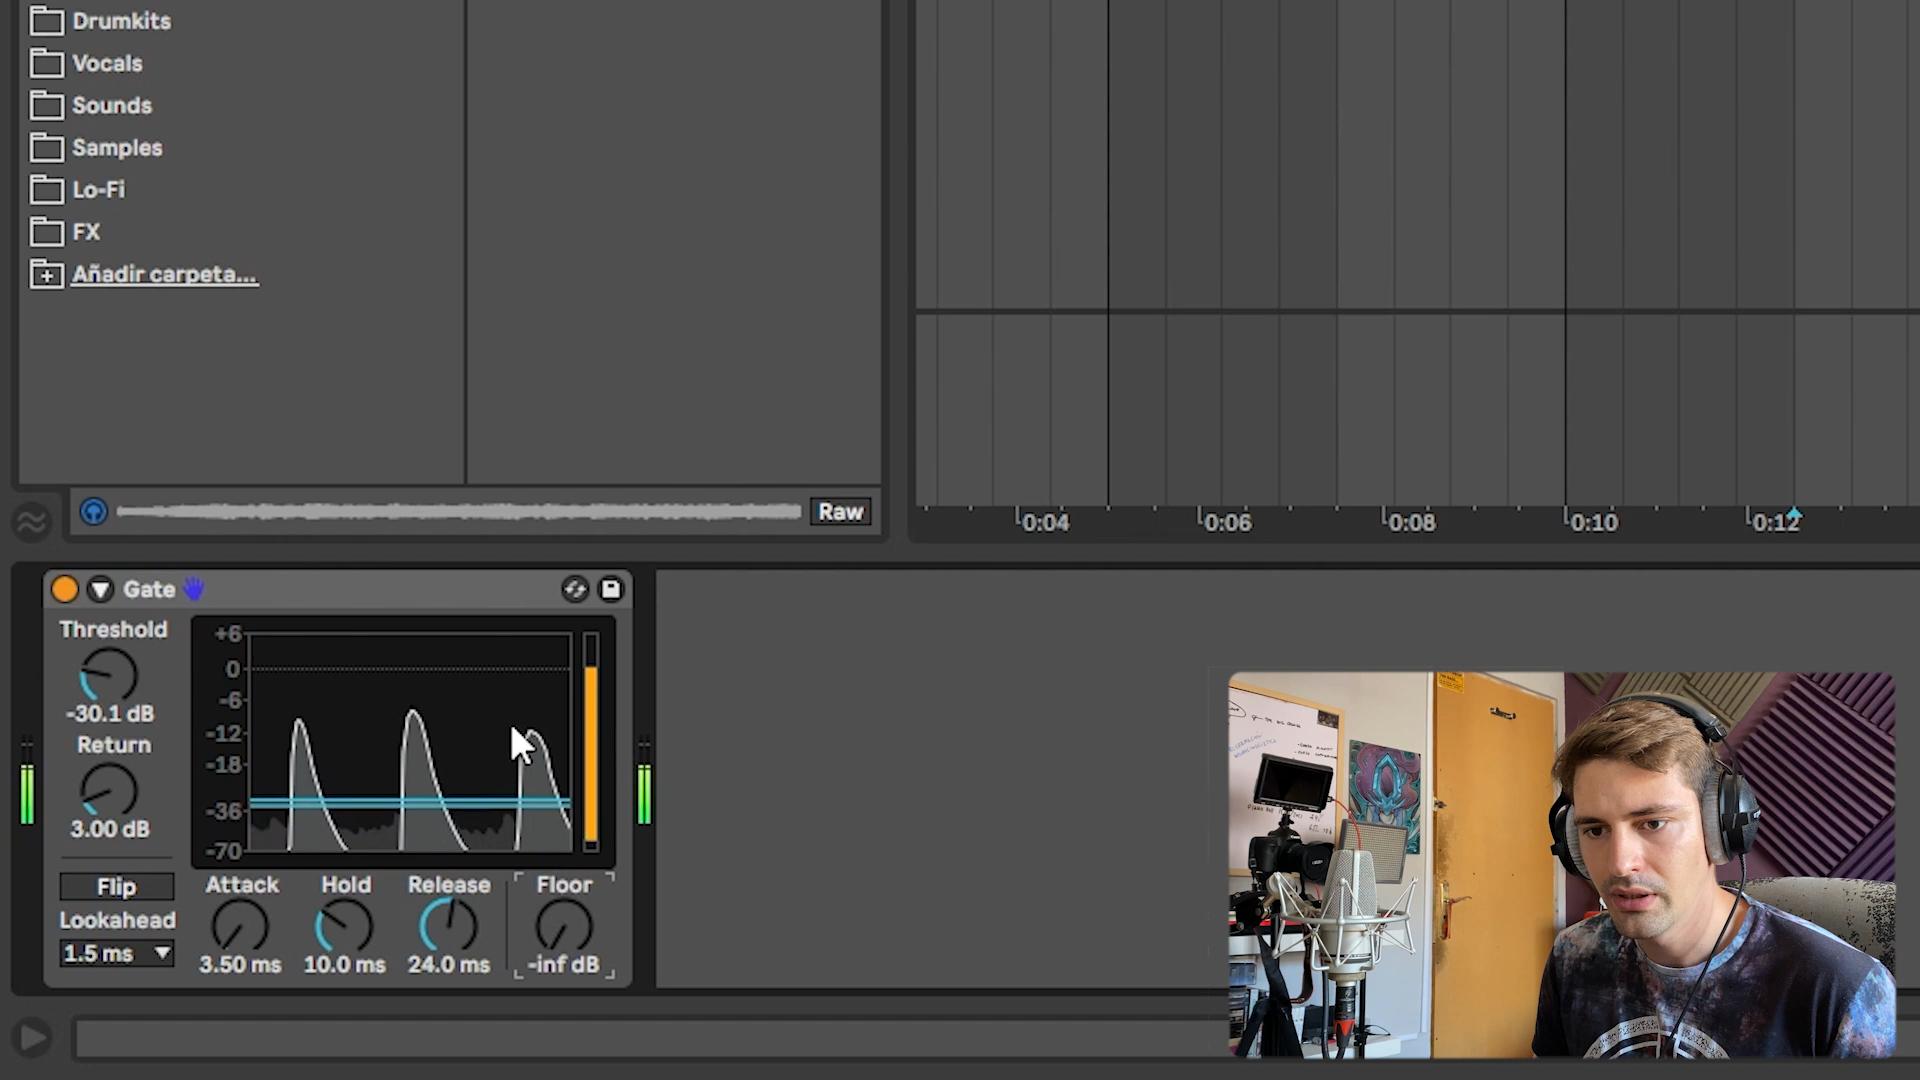 Drumkits
Vocals
Sounds
Samples
Lo-Fi
FX
Añadir carpeta...
Raw
0:04 0:06 0:08 0:10 0:12
Gate
Threshold
-30.1 dB
Return
3.00 dB
Flip
Lookahead
1.5 ms
+6
0
-6
-12
-18
-36
-70
Attack Hold Release Floor
3.50 ms 10.0 ms 24.0 ms -inf dB